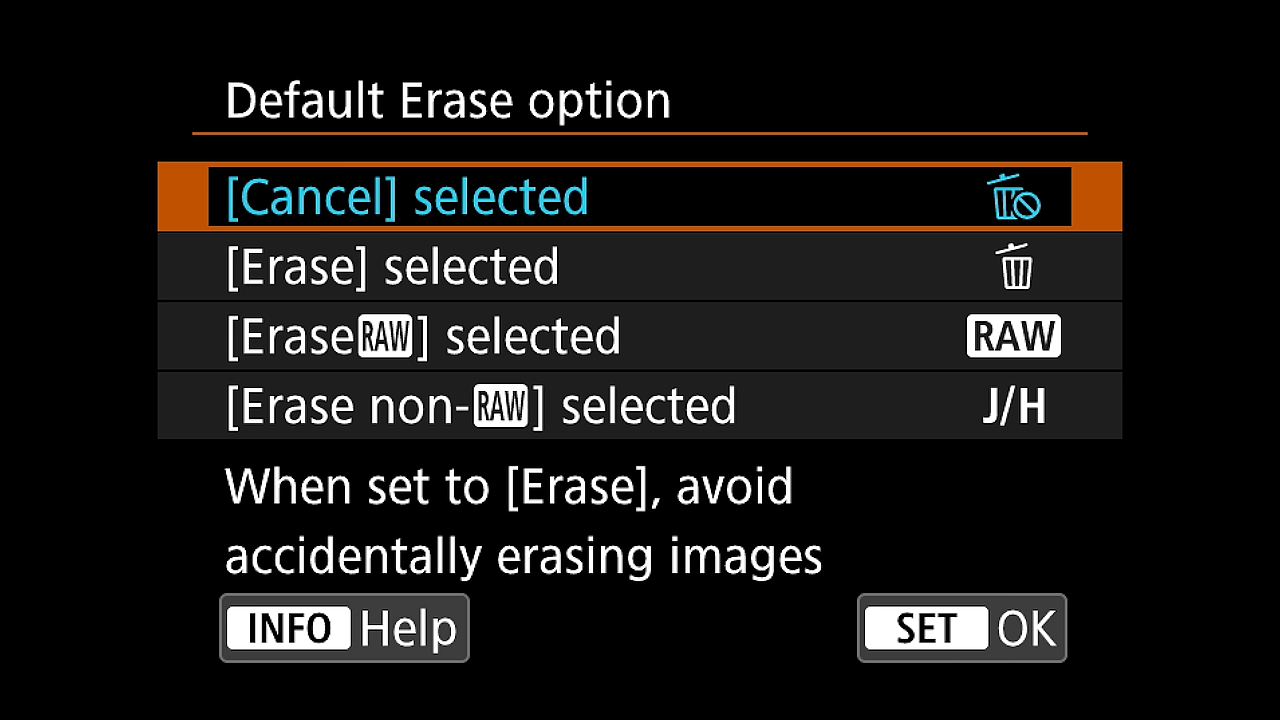 Default Erase option
[Cancel] selected
[Erase] selected
[EraseRAW] selected RAW
[Erase non-RAW] selected J/H
When set to [Erase], avoid
accidentally erasing images
INFO Help SET OK